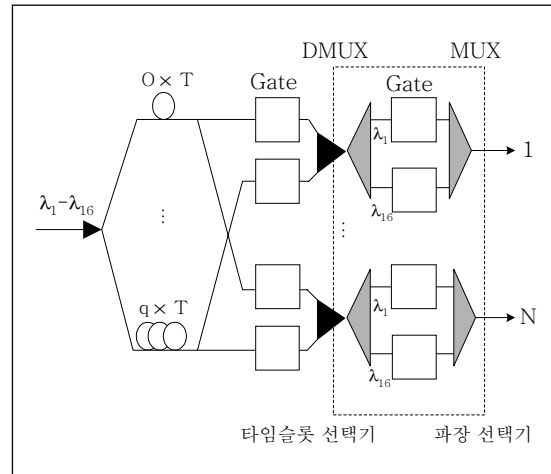 DMUX MUX
O × T Gate Gate
λ1
1
λ1-λ16
λ16
⋮ ⋮
q × T
λ1
N
λ16
타임슬롯 선택기 파장 선택기